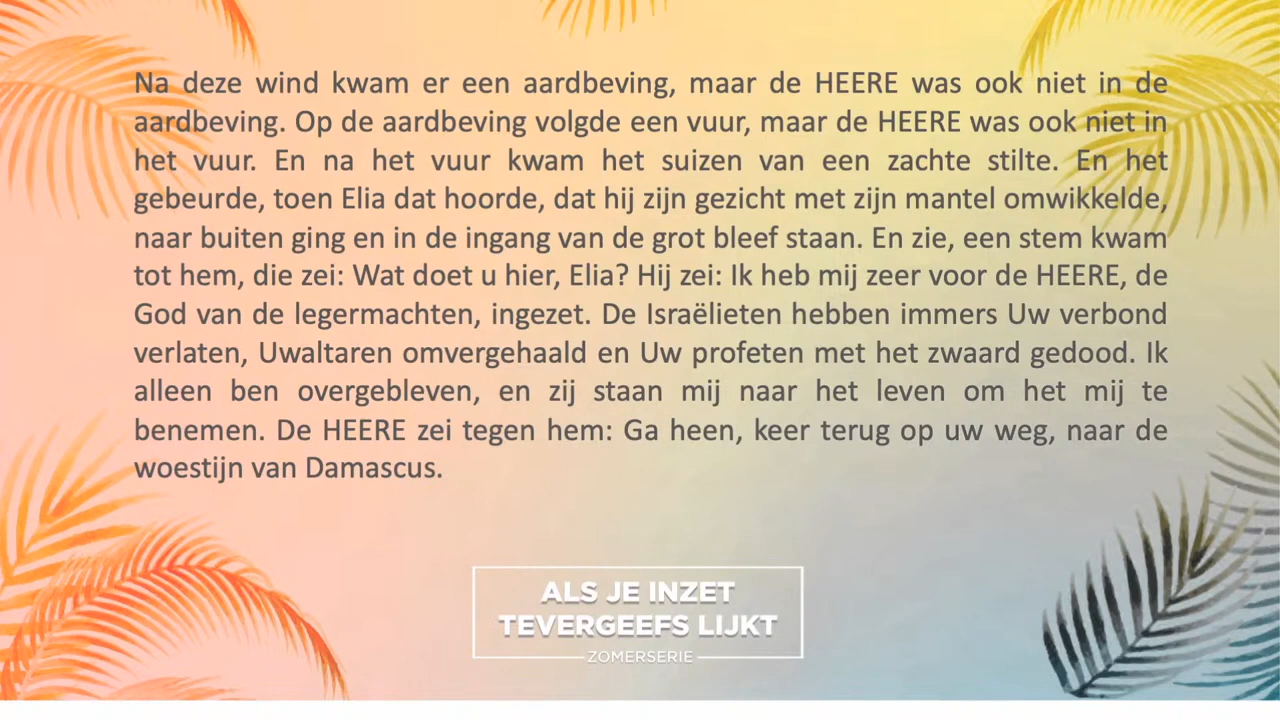 Na deze wind kwam er een aardbeving, maar de HEERE was ook niet in de
aardbeving. Op de aardbeving volgde een vuur, maar de HEERE was ook niet in
het vuur. En na het vuur kwam het suizen van een zachte stilte. En het
gebeurde, toen Elia dat hoorde, dat hij zijn gezicht met zijn mantel omwikkelde,
naar buiten ging en in de ingang van de grot bleef staan. En zie, een stem kwam
tot hem, die zei: Wat doet u hier, Elia? Hij zei: Ik heb mij zeer voor de HEERE, de
God van de legermachten, ingezet. De Israëlieten hebben immers Uw verbond
verlaten, Uwaltaren omvergehaald en Uw profeten met het zwaard gedood. Ik
alleen ben overgebleven, en zij staan mij naar het leven om het mij te
benemen. De HEERE zei tegen hem: Ga heen, keer terug op uw weg, naar de
woestijn van Damascus.
ALS JE INZET
TEVERGEEFS LIJKT
ZOMERSERIE